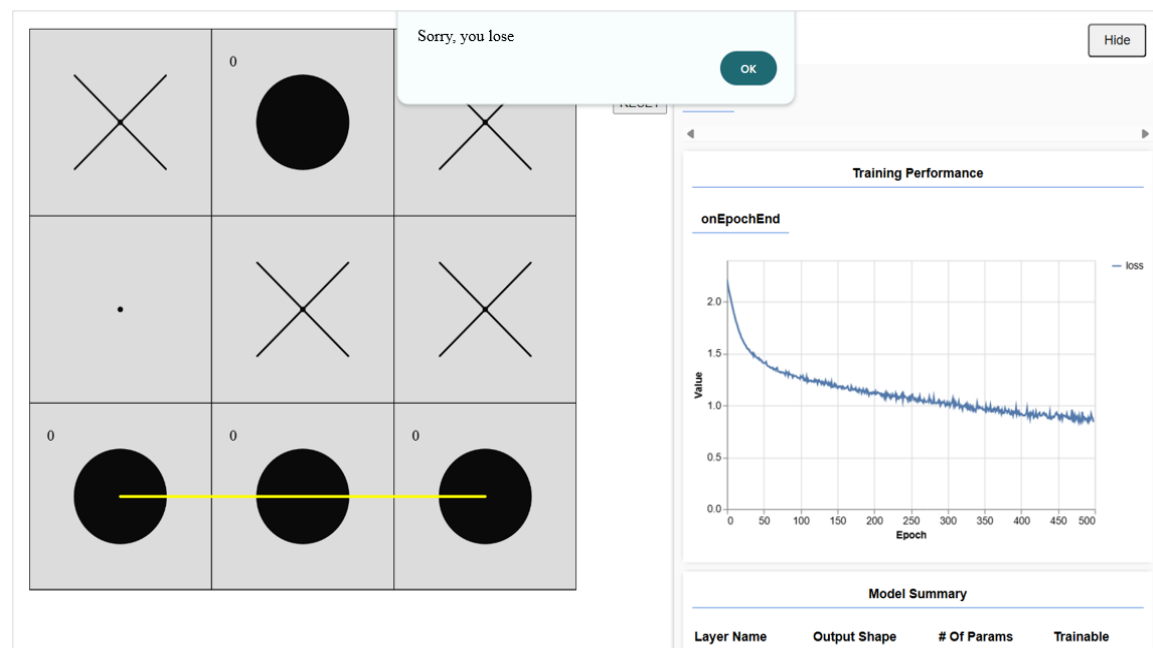 Sorry, you lose
OK
Hide
RESET
0
0
0
0
Training Performance
onEpochEnd
loss
2.0
1.5
1.0
0.5
0.0
Value
0 50 100 150 200 250 300 350 400 450 500
Epoch
Model Summary
Layer Name Output Shape # Of Params Trainable